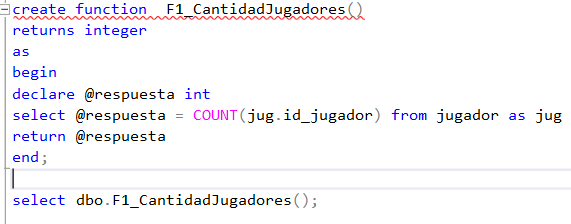 create function  F1_CantidadJugadores()
returns integer
as
begin
declare @respuesta int
select @respuesta = COUNT(jug.id_jugador) from jugador as jug
return @respuesta
end;
select dbo.F1_CantidadJugadores();